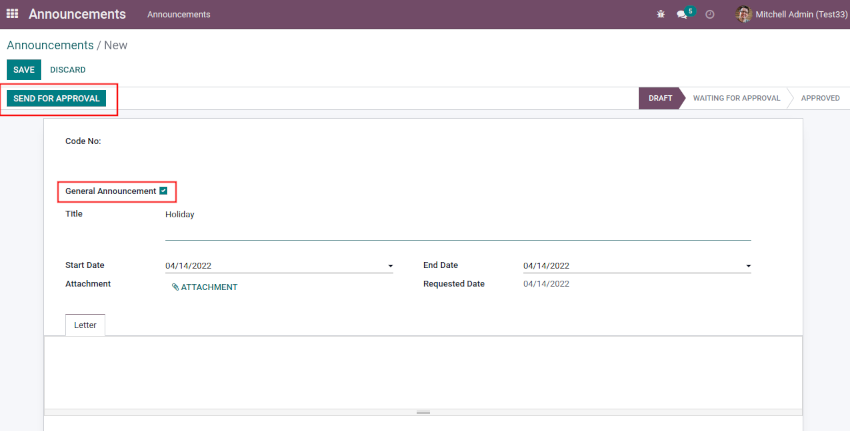 Announcements Announcements 5 Mitchell Admin (Test33)
Announcements / New
SAVE DISCARD
SEND FOR APPROVAL DRAFT WAITING FOR APPROVAL APPROVED
Code No:
General Announcement
Title Holiday
Start Date 04/14/2022 End Date 04/14/2022
Attachment ATTACHMENT Requested Date 04/14/2022
Letter